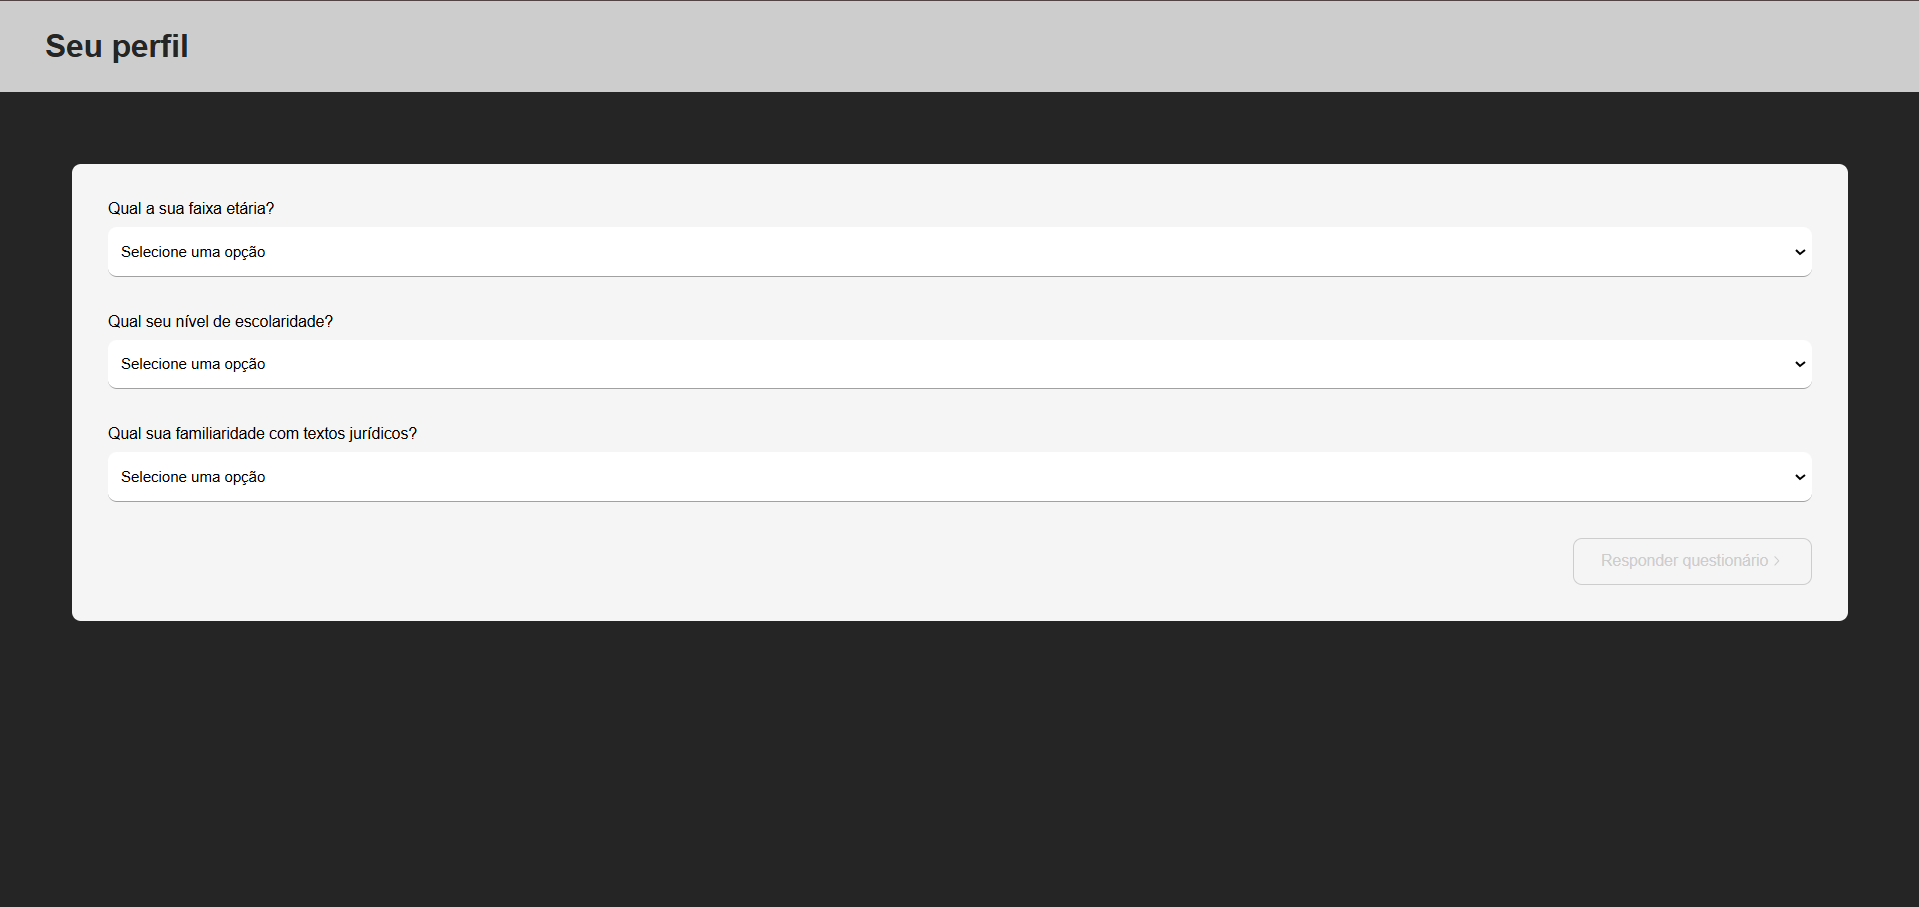 Seu perfil
Qual a sua faixa etária?
Selecione uma opção
Qual seu nível de escolaridade?
Selecione uma opção
Qual sua familiaridade com textos jurídicos?
Selecione uma opção
Responder questionário >